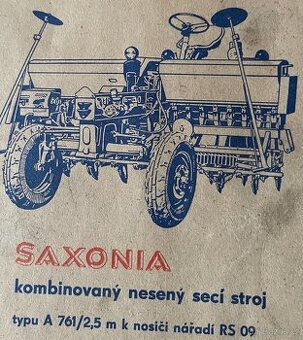 SAXONIA
kombinovaný nesený secí stroj
typu A 761/2,5 m k nosiči nářadí RS 09